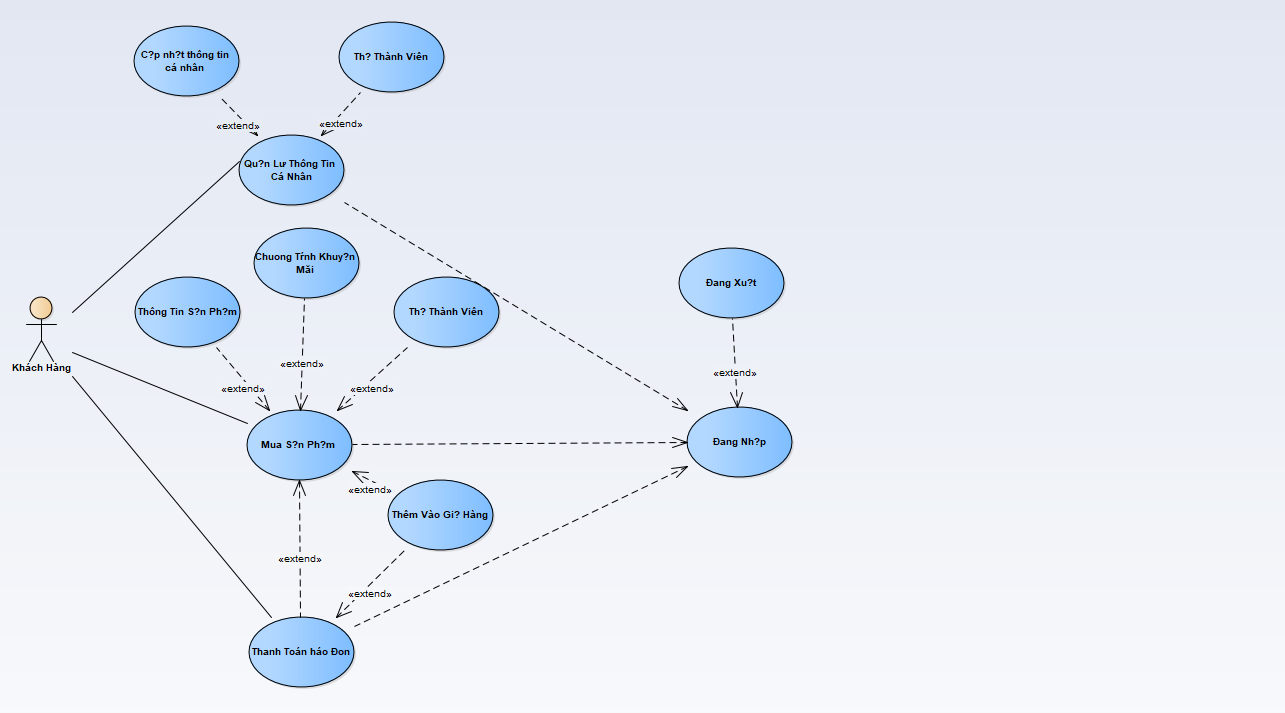 C?p nh?t thông tin
cá nhân
Th? Thành Viên
«extend»
«extend»
Qu?n Lư Thông Tin
Cá Nhân
Chuong Tŕnh Khuy?n
Măi
Thông Tin S?n Ph?m
Th? Thành Viên
Đang Xu?t
Khách Hàng
«extend»
«extend»
«extend»
«extend»
Mua S?n Ph?m
Đang Nh?p
«extend»
Thêm Vào Gi? Hàng
«extend»
«extend»
Thanh Toán háo Đon